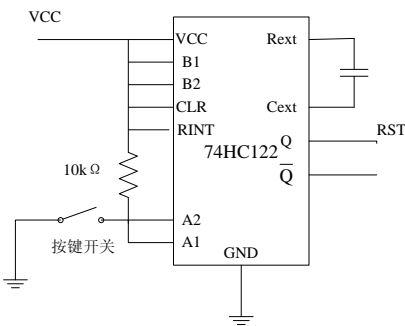 VCC
VCC
Rext
B1
B2
CLR
Cext
RINT
Q
RST
74HC122
Q̅
10kΩ
A2
A1
按键开关
GND